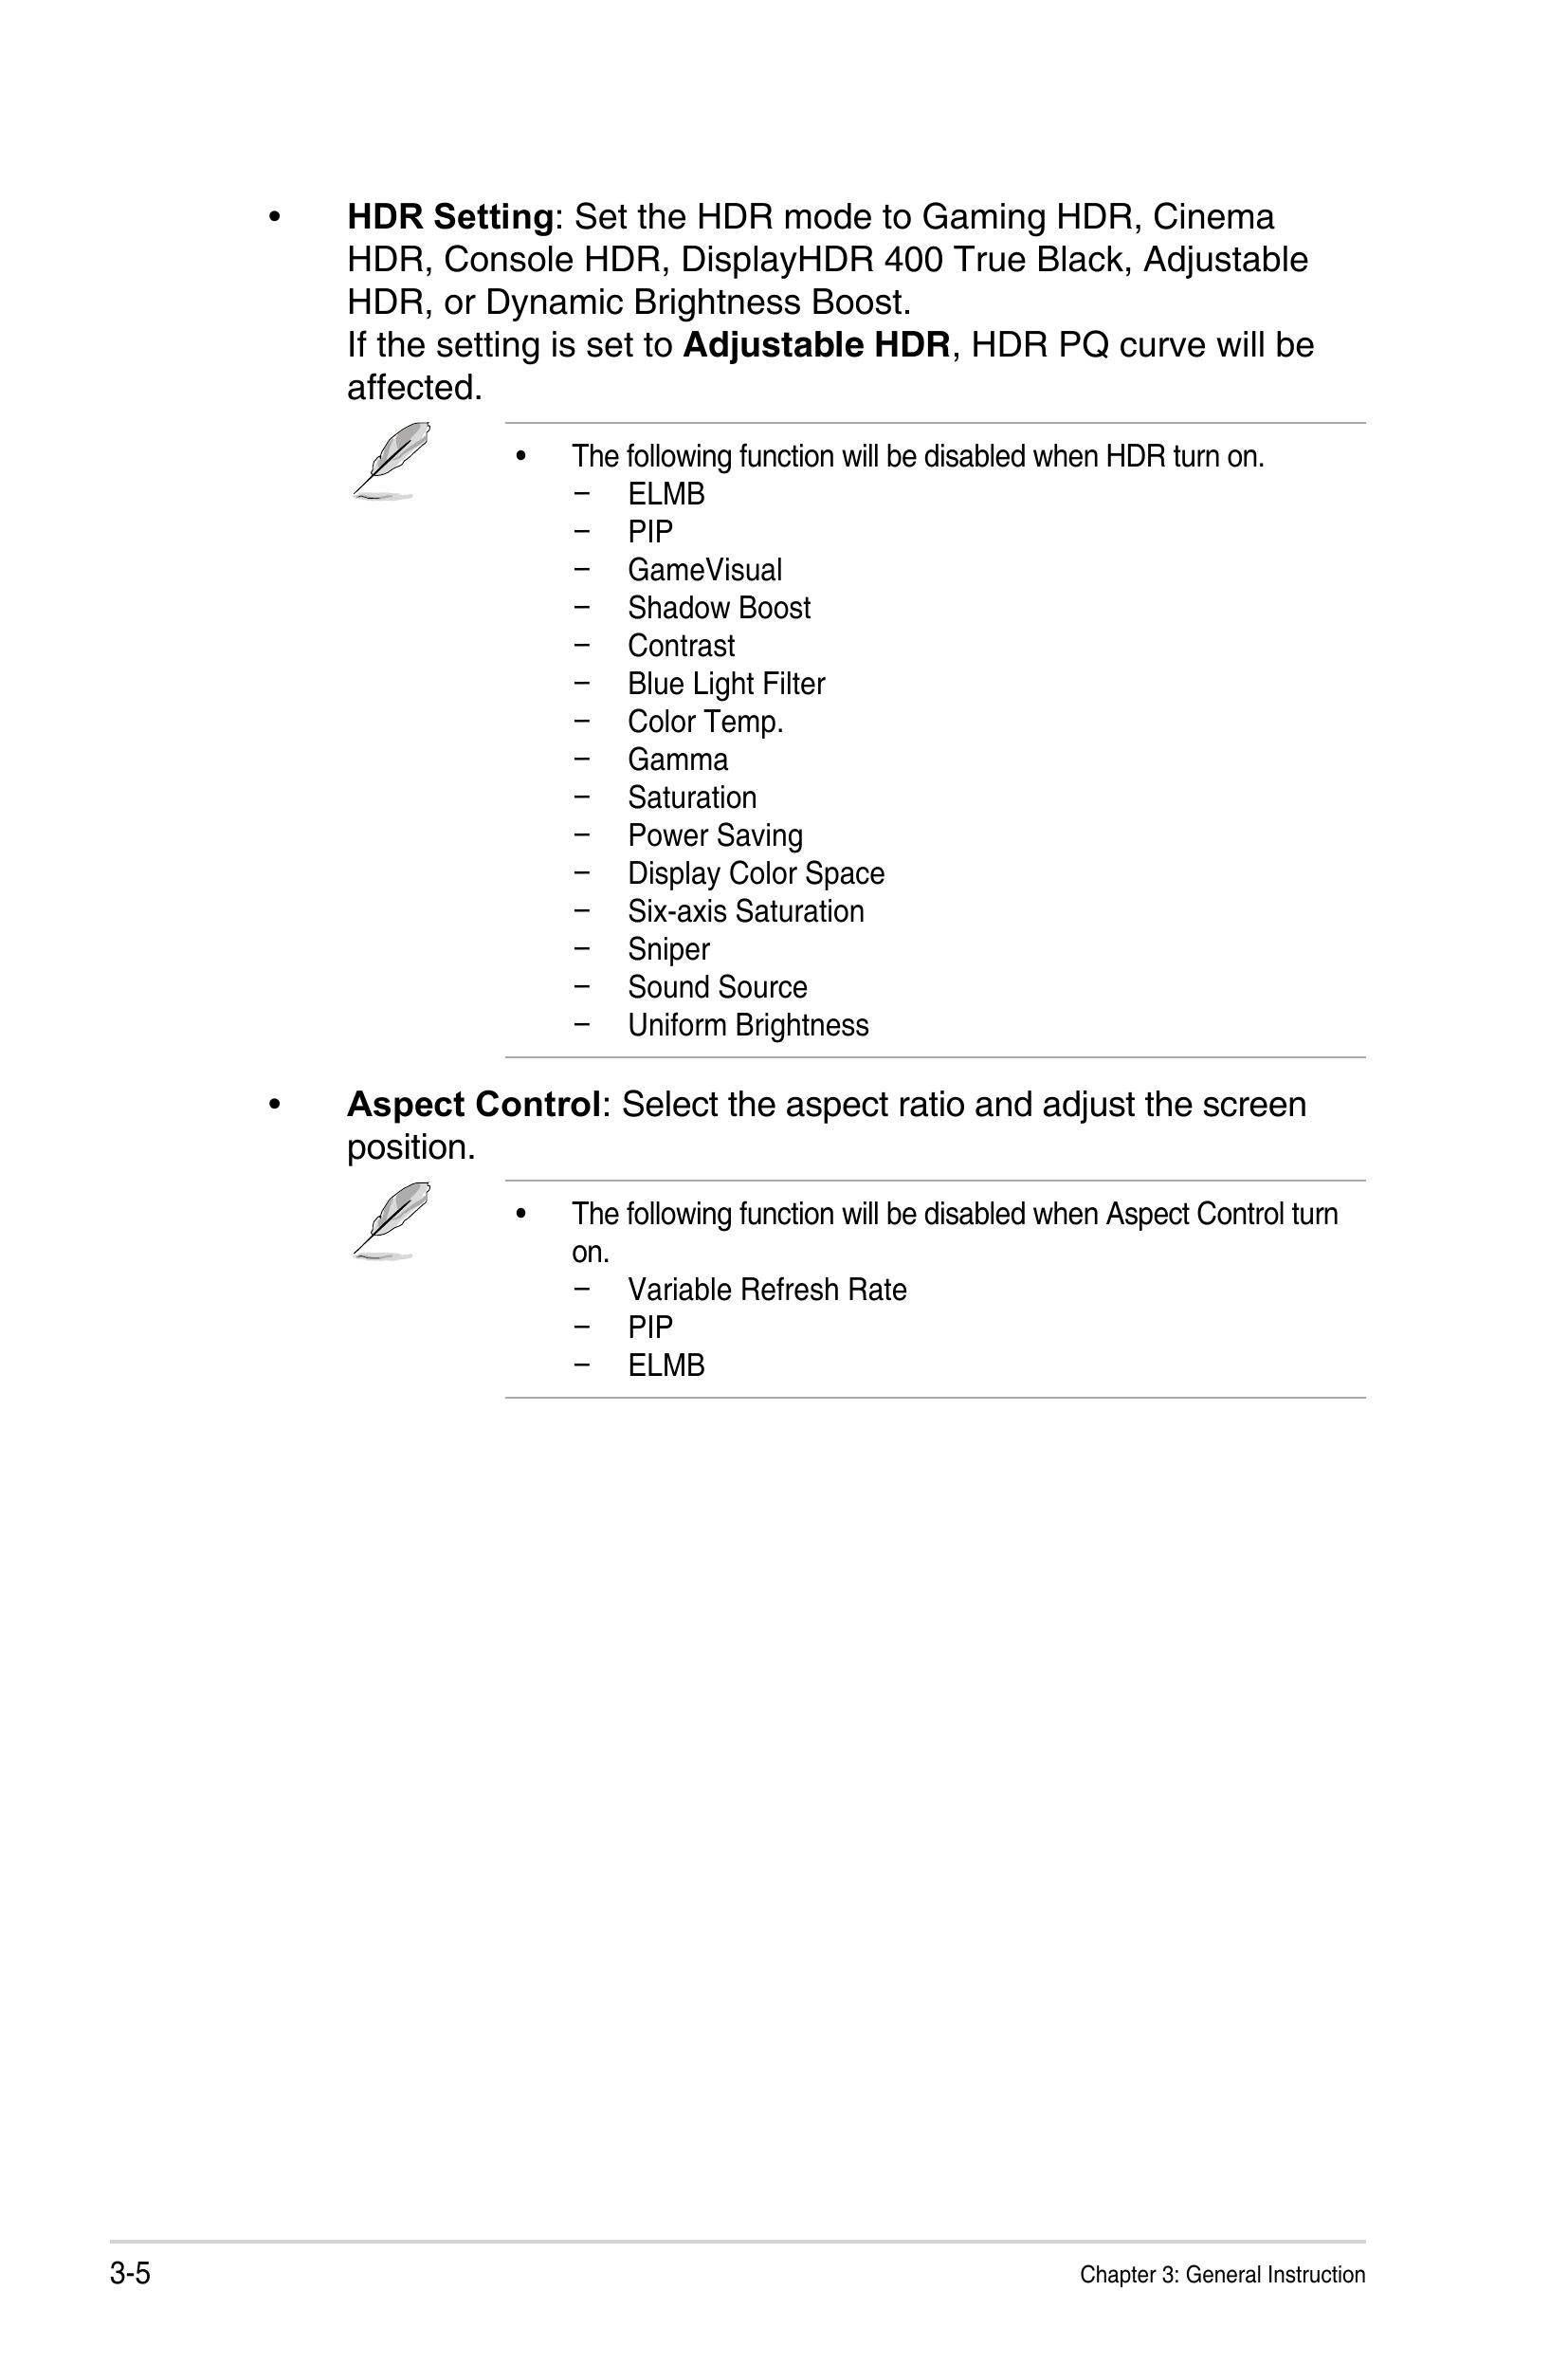 • HDR Setting: Set the HDR mode to Gaming HDR, Cinema
HDR, Console HDR, DisplayHDR 400 True Black, Adjustable
HDR, or Dynamic Brightness Boost.
If the setting is set to Adjustable HDR, HDR PQ curve will be
affected.
• The following function will be disabled when HDR turn on.
– ELMB
– PIP
– GameVisual
– Shadow Boost
– Contrast
– Blue Light Filter
– Color Temp.
– Gamma
– Saturation
– Power Saving
– Display Color Space
– Six-axis Saturation
– Sniper
– Sound Source
– Uniform Brightness
• Aspect Control: Select the aspect ratio and adjust the screen
position.
• The following function will be disabled when Aspect Control turn
on.
– Variable Refresh Rate
– PIP
– ELMB
3-5
Chapter 3: General Instruction